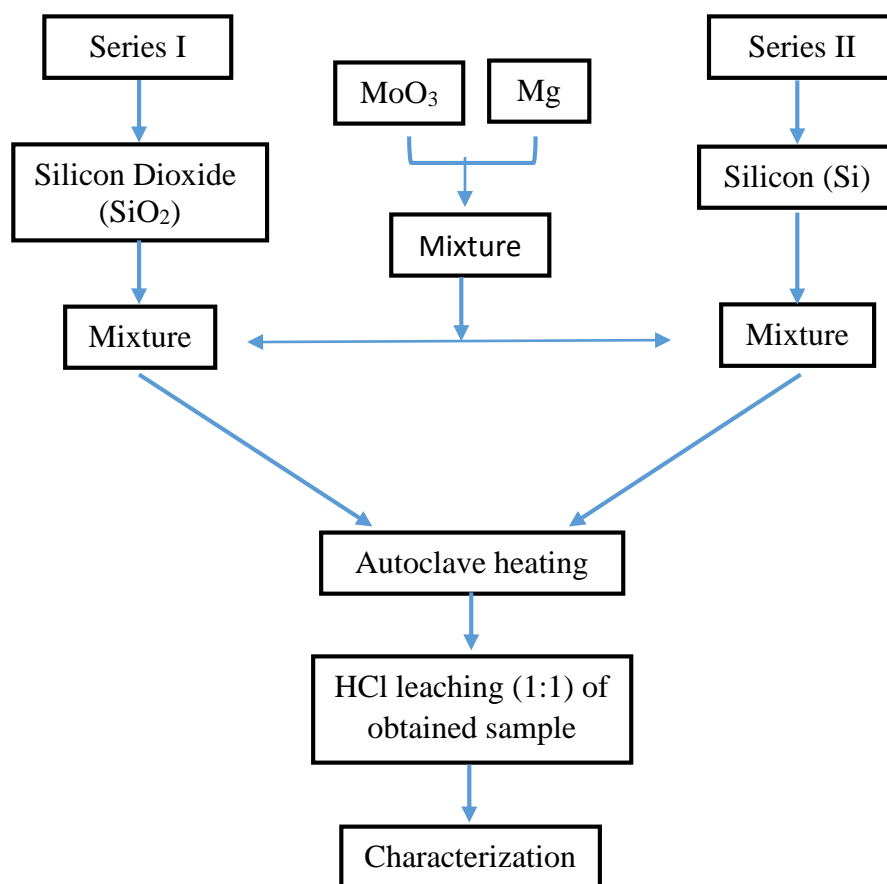 Series I
Series II
MoO₃
Mg
Silicon Dioxide
(SiO₂)
Silicon (Si)
Mixture
Mixture
Mixture
Autoclave heating
HCl leaching (1:1) of
obtained sample
Characterization